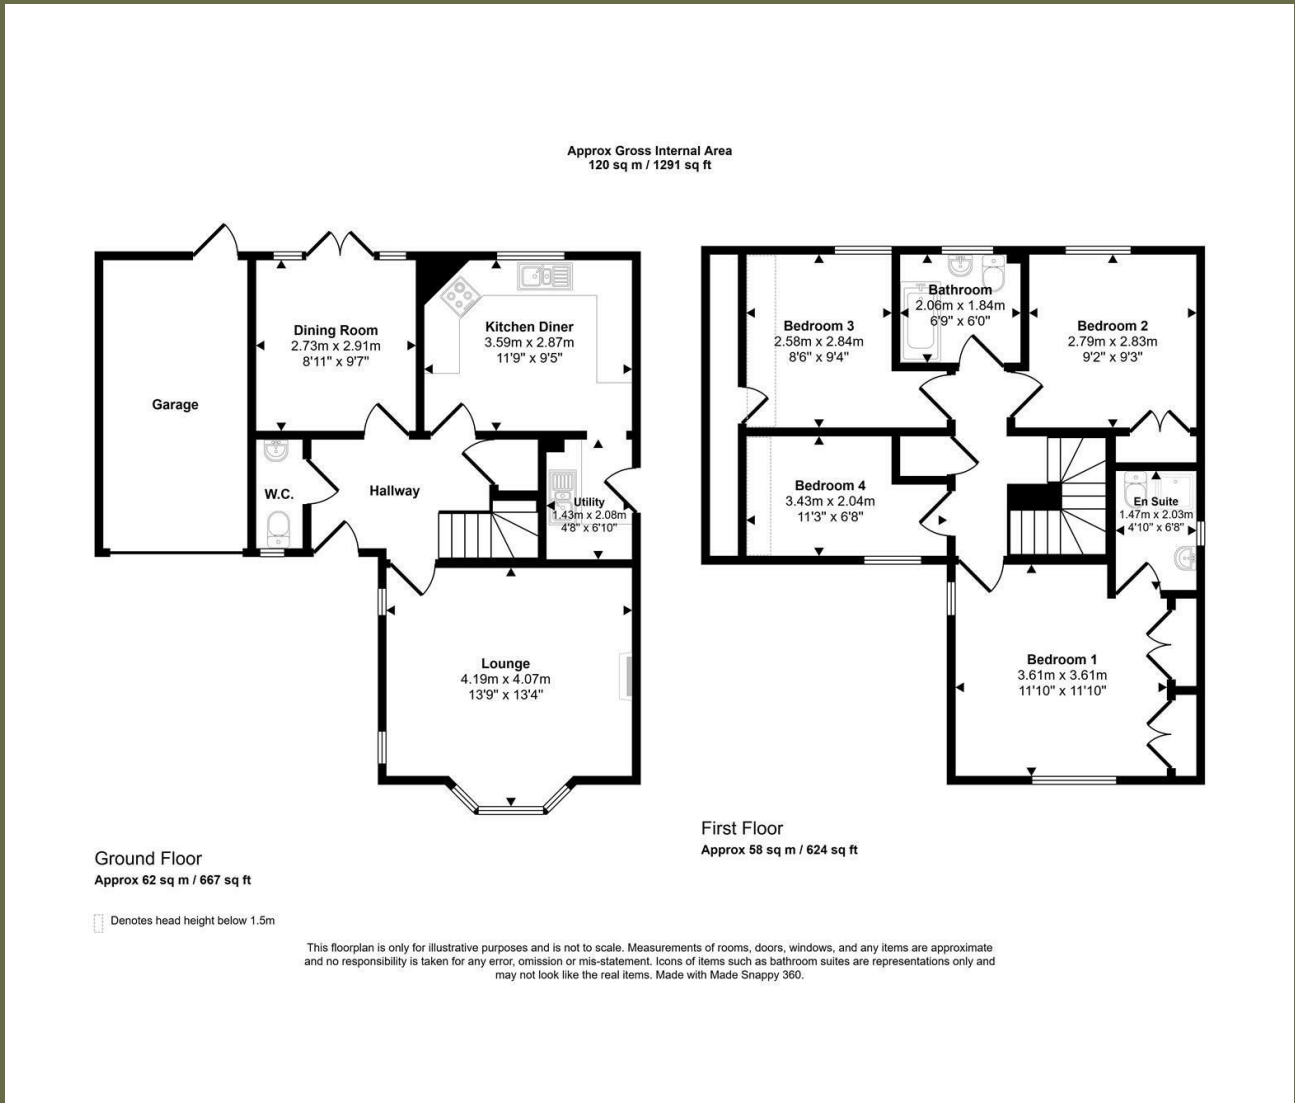 Approx Gross Internal Area
120 sq m / 1291 sq ft
Dining Room
2.73m x 2.91m
8'11" x 9'7"
Kitchen Diner
3.59m x 2.87m
11'9" x 9'5"
Garage
W.C.
Hallway
Utility
1.43m x 2.08m
4'8" x 6'10"
Lounge
4.19m x 4.07m
13'9" x 13'4"
Ground Floor
Approx 62 sq m / 667 sq ft
Bedroom 3
2.58m x 2.84m
8'6" x 9'4"
Bathroom
2.06m x 1.84m
6'9" x 6'0"
Bedroom 2
2.79m x 2.83m
9'2" x 9'3"
Bedroom 4
3.43m x 2.04m
11'3" x 6'8"
En Suite
1.47m x 2.03m
4'10" x 6'8"
Bedroom 1
3.61m x 3.61m
11'10" x 11'10"
First Floor
Approx 58 sq m / 624 sq ft
Denotes head height below 1.5m
This floorplan is only for illustrative purposes and is not to scale. Measurements of rooms, doors, windows, and any items are approximate
and no responsibility is taken for any error, omission or mis-statement. Icons of items such as bathroom suites are representations only and
may not look like the real items. Made with Made Snappy 360.